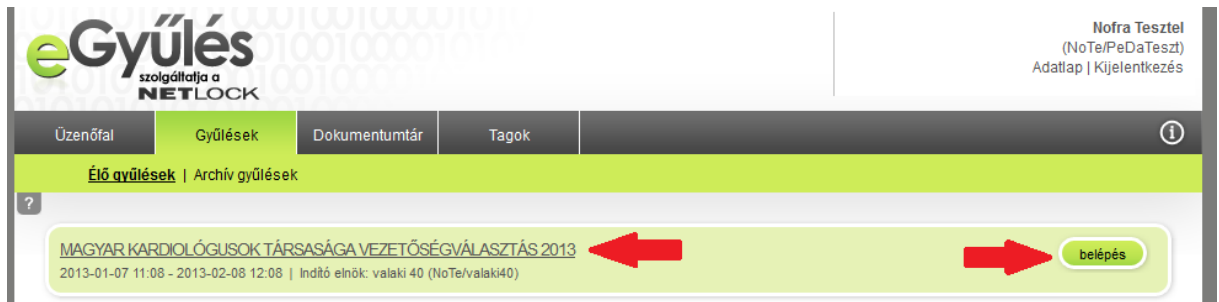 eGyűlés
szolgáltatja a
NETLOCK
Nofra Tesztel
(NoTe/PeDaTeszt)
Adatlap | Kijelentkezés
Üzenőfal Gyűlések Dokumentumtár Tagok
Élő gyűlések | Archív gyűlések
?
MAGYAR KARDIOLÓGUSOK TÁRSASÁGA VEZETŐSÉGVÁLASZTÁS 2013
belépés
2013-01-07 11:08 - 2013-02-08 12:08 | Indító elnök: valaki 40 (NoTe/valaki40)